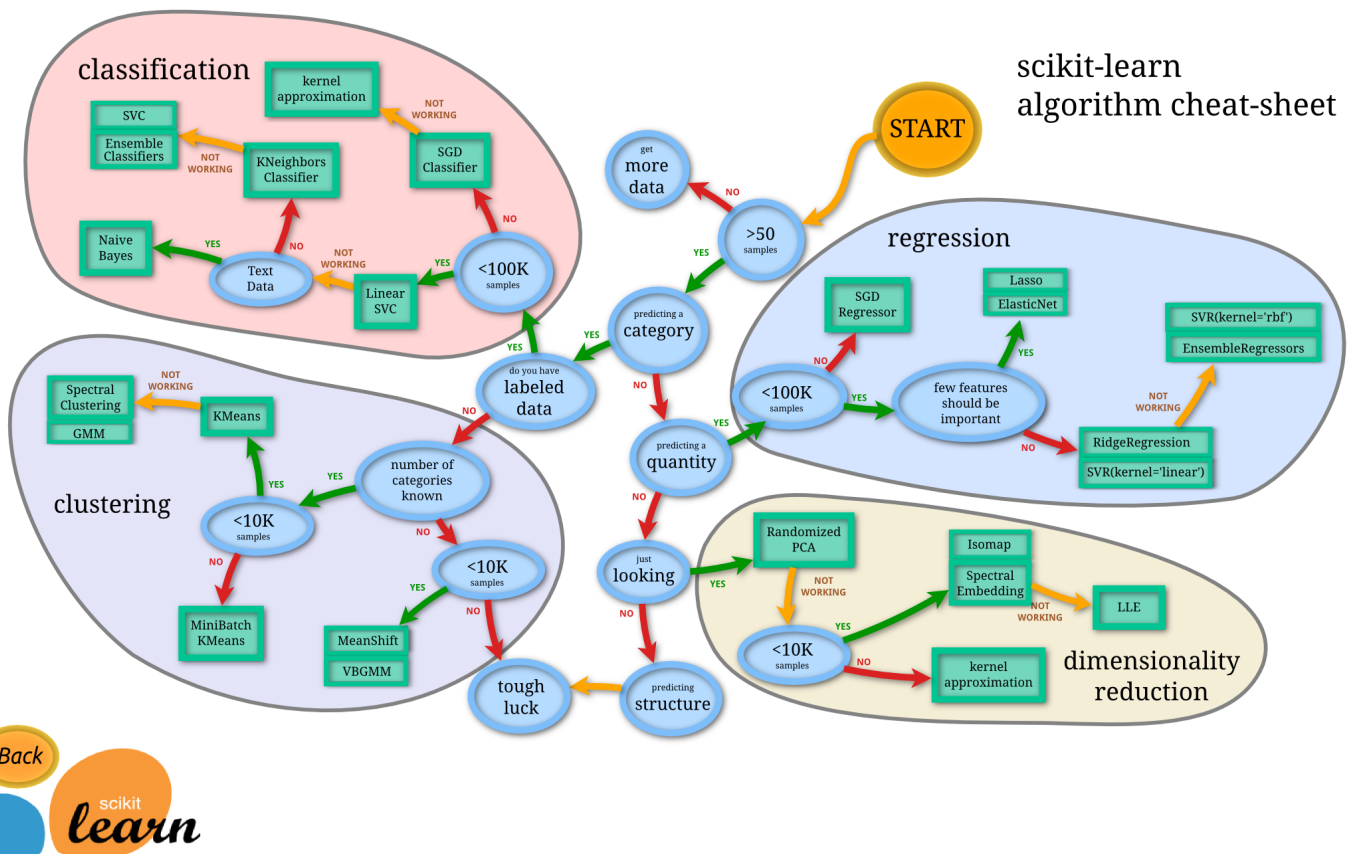 scikit-learn
algorithm cheat-sheet
START
classification
kernel
approximation
NOT
WORKING
SVC
Ensemble
Classifiers
NOT
WORKING
KNeighbors
Classifier
SGD
Classifier
NO
Naive
Bayes
YES
Text
Data
NO
NOT
WORKING
Linear
SVC
YES
<100K
samples
YES
get
more
data
NO
>50
samples
YES
predicting a
category
YES
do you have
labeled
data
NO
NO
predicting a
quantity
YES
NO
just
looking
YES
NO
predicting
structure
tough
luck
regression
SGD
Regressor
NO
<100K
samples
YES
Lasso
ElasticNet
YES
few features
should be
important
NO
RidgeRegression
SVR(kernel='linear')
NOT
WORKING
SVR(kernel='rbf')
EnsembleRegressors
clustering
Spectral
Clustering
GMM
NOT
WORKING
KMeans
YES
<10K
samples
NO
MiniBatch
KMeans
YES
number of
categories
known
NO
<10K
samples
YES
NO
MeanShift
VBGMM
dimensionality
reduction
Randomized
PCA
NOT
WORKING
<10K
samples
YES
NO
Isomap
Spectral
Embedding
NOT
WORKING
LLE
kernel
approximation
Back
scikit
learn